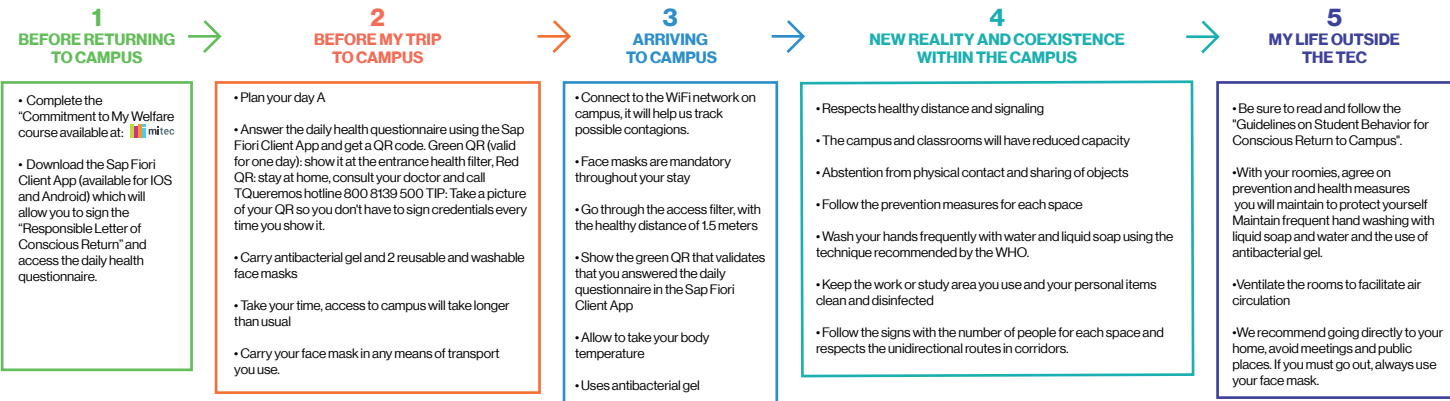 1
BEFORE RETURNING
TO CAMPUS
• Complete the
“Commitment to My Welfare
course available at: mitec
• Download the Sap Fiori
Client App (available for IOS
and Android) which will
allow you to sign the
“Responsible Letter of
Conscious Return” and
access the daily health
questionnaire.
2
BEFORE MY TRIP
TO CAMPUS
• Plan your day A
• Answer the daily health questionnaire using the Sap
Fiori Client App and get a QR code. Green QR (valid
for one day): show it at the entrance health filter, Red
QR: stay at home, consult your doctor and call
TQueremos hotline 800 8139 500 TIP: Take a picture
of your QR so you don't have to sign credentials every
time you show it.
• Carry antibacterial gel and 2 reusable and washable
face masks
• Take your time, access to campus will take longer
than usual
• Carry your face mask in any means of transport
you use.
3
ARRIVING
TO CAMPUS
• Connect to the WiFi network on
campus, it will help us track
possible contagions.
• Face masks are mandatory
throughout your stay
• Go through the access filter, with
the healthy distance of 1.5 meters
• Show the green QR that validates
that you answered the daily
questionnaire in the Sap Fiori
Client App
• Allow to take your body
temperature
• Uses antibacterial gel
4
NEW REALITY AND COEXISTENCE
WITHIN THE CAMPUS
• Respects healthy distance and signaling
• The campus and classrooms will have reduced capacity
• Abstention from physical contact and sharing of objects
• Follow the prevention measures for each space
• Wash your hands frequently with water and liquid soap using the
technique recommended by the WHO.
• Keep the work or study area you use and your personal items
clean and disinfected
• Follow the signs with the number of people for each space and
respects the unidirectional routes in corridors.
5
MY LIFE OUTSIDE
THE TEC
• Be sure to read and follow the
"Guidelines on Student Behavior for
Conscious Return to Campus".
•With your roomies, agree on
prevention and health measures
you will maintain to protect yourself
Maintain frequent hand washing with
liquid soap and water and the use of
antibacterial gel.
•Ventilate the rooms to facilitate air
circulation
•We recommend going directly to your
home, avoid meetings and public
places. If you must go out, always use
your face mask.